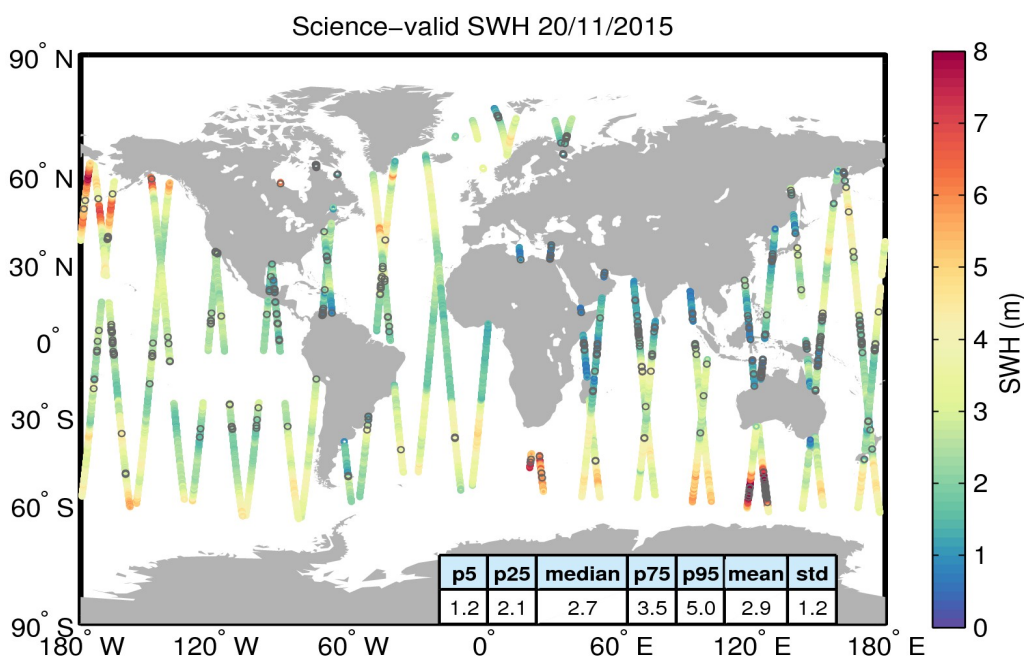 Science−valid SWH 20/11/2015
90° N
60° N
30° N
0°
30° S
60° S
90° S
180° W
120° W
60° W
0°
60° E
120° E
180° E
p5 p25 median p75 p95 mean std
1.2 2.1 2.7 3.5 5.0 2.9 1.2
8
7
6
5
4
3
2
1
0
SWH (m)